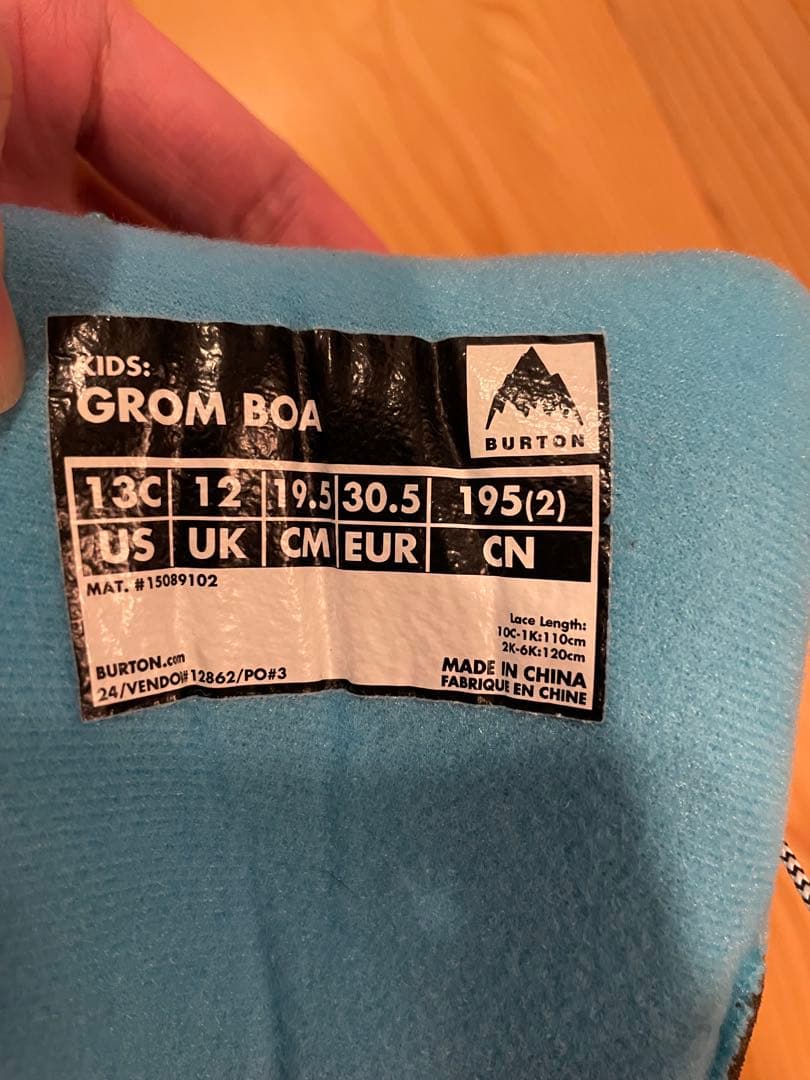 KIDS:
GROM BOA
BURTON
13C 12 19.5 30.5 195(2)
US UK CM EUR CN
MAT. #15089102
Lace Length:
10C-1K:110cm
2K-6K:120cm
BURTON.com
24/VENDO#12862/PO#3
MADE IN CHINA
FABRIQUE EN CHINE